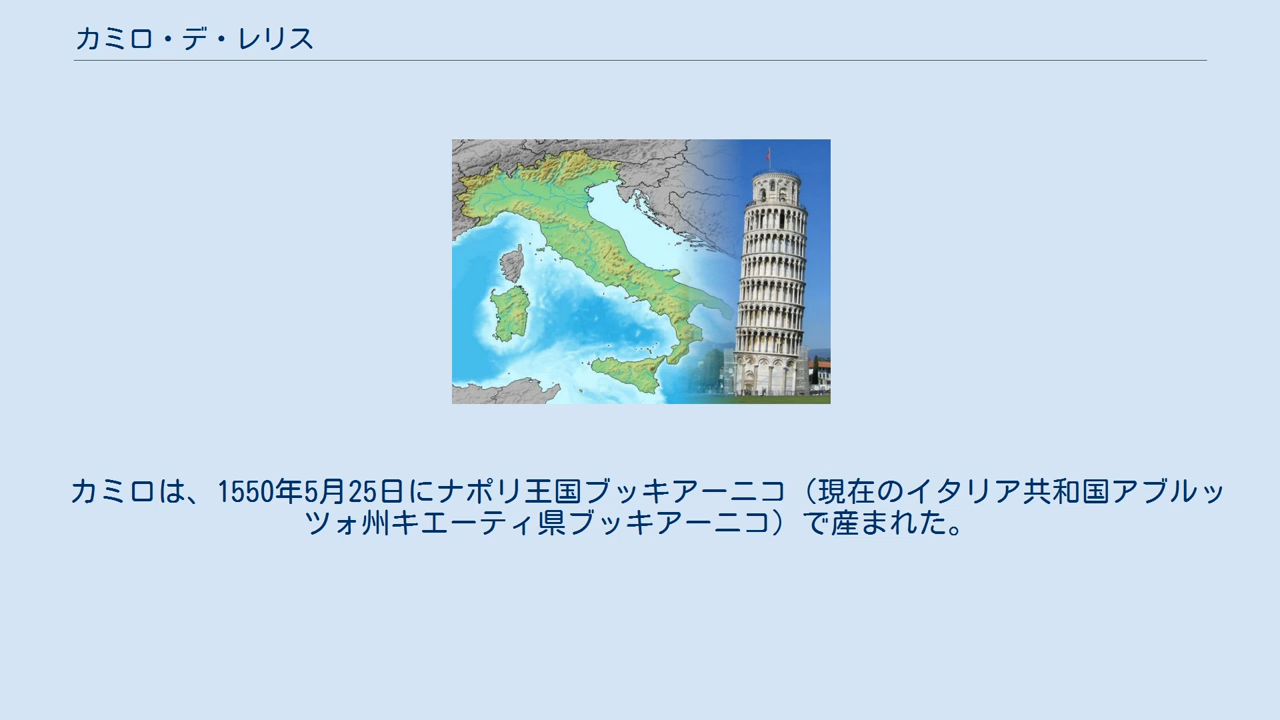 カミロ・デ・レリス
カミロは、1550年5月25日にナポリ王国ブッキアーニコ（現在のイタリア共和国アブルッ
ツォ州キエーティ県ブッキアーニコ）で産まれた。